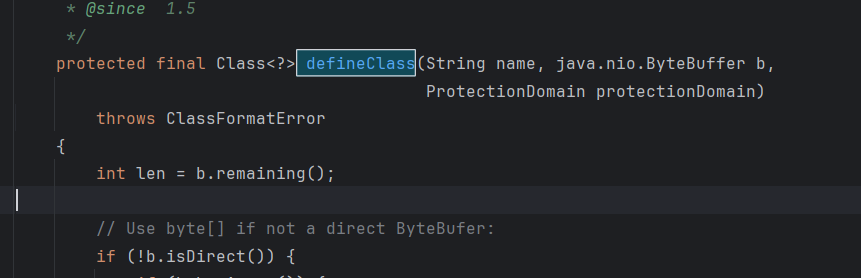 * @since  1.5
*/
protected final Class<?> defineClass(String name, java.nio.ByteBuffer b,
ProtectionDomain protectionDomain)
throws ClassFormatError
{
int len = b.remaining();
// Use byte[] if not a direct ByteBufer:
if (!b.isDirect()) {